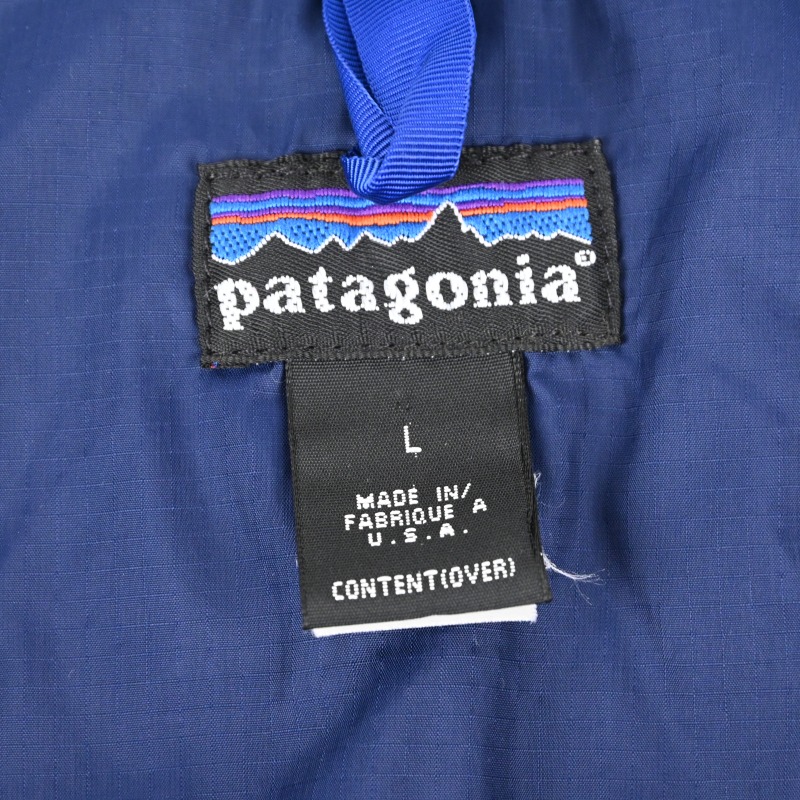 patagonia®
L
MADE IN/
FABRIQUE A
U.S.A.
CONTENT(OVER)